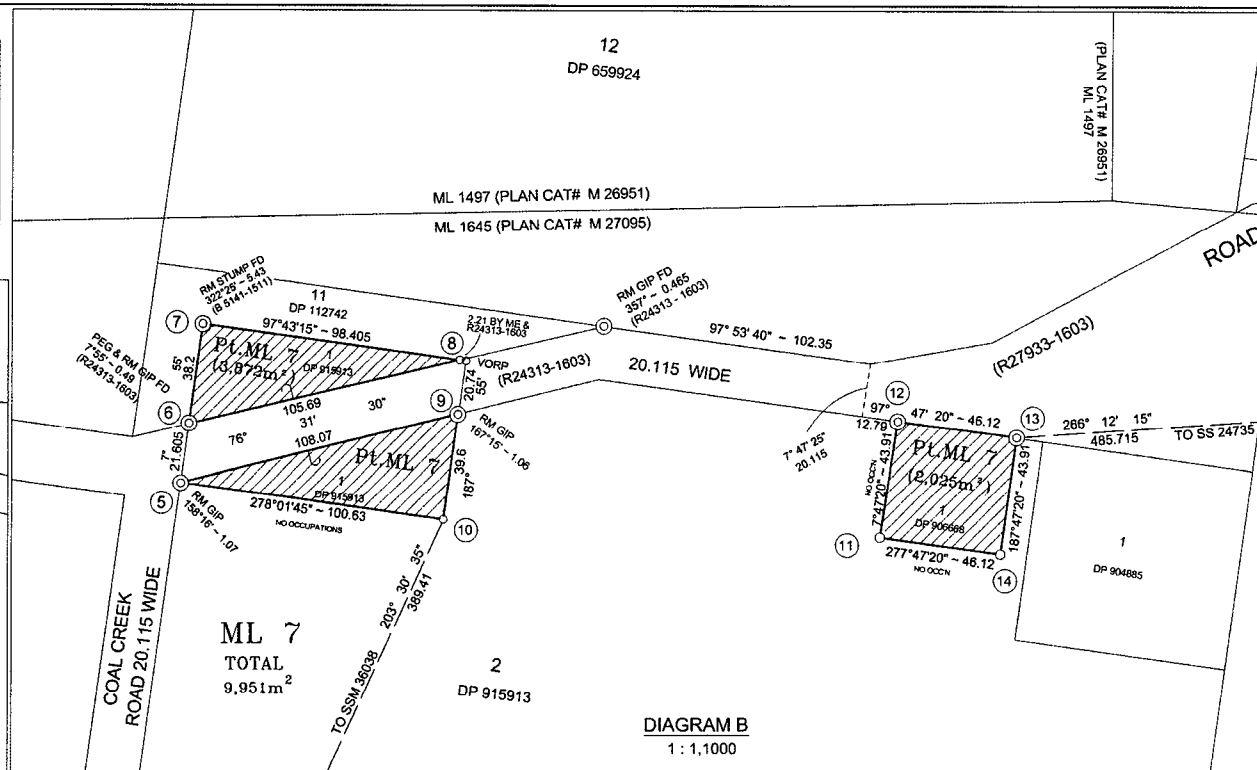 12
DP 659924
(PLAN CAT# M 26951)
ML 1497
ML 1497 (PLAN CAT# M 26951)
ML 1645 (PLAN CAT# M 27095)
ROAD
RM STUMP FD
322°25' ~ 5.43
(B 5141-1511)
11
DP 112742
97°43'15" ~ 98.405
RM GIP FD
357° ~ 0.465
(R24313 - 1603)
97° 53' 40" ~ 102.35
(R27933-1603)
7
Pt.ML 7
1
DP 915913
2.21 BY ME &
R24313-1603
8
VORP
(R24313-1603)
20.115 WIDE
PEG & RM GIP FD
7°55' ~ 0.49
(R24313-1603)
55'
38.2
6
105.69
30"
31'
76°
108.07
20.74
55'
9
RM GIP
167°15' ~ 1.06
7°
21.605
5
RM GIP
158°16' ~ 1.07
Pt.ML 7
1
DP 915913
39.6
187°
278°01'45" ~ 100.63
NO OCCUPATIONS
10
7° 47' 25"
20.115
97°
12.79
12
47' 20" ~ 46.12
13
266° 12' 15"
485.715
TO SS 24735
NO OCCN
7°47'20" ~ 43.91
Pt.ML 7
(2,025m²)
1
DP 906668
187°47'20" ~ 43.91
11
277°47'20" ~ 46.12
NO OCCN
14
1
DP 904885
COAL CREEK
ROAD 20.115 WIDE
ML 7
TOTAL
9,951m²
TO SSM 36038
203° 30' 35"
389.41
2
DP 915913
DIAGRAM B
1 : 1,1000